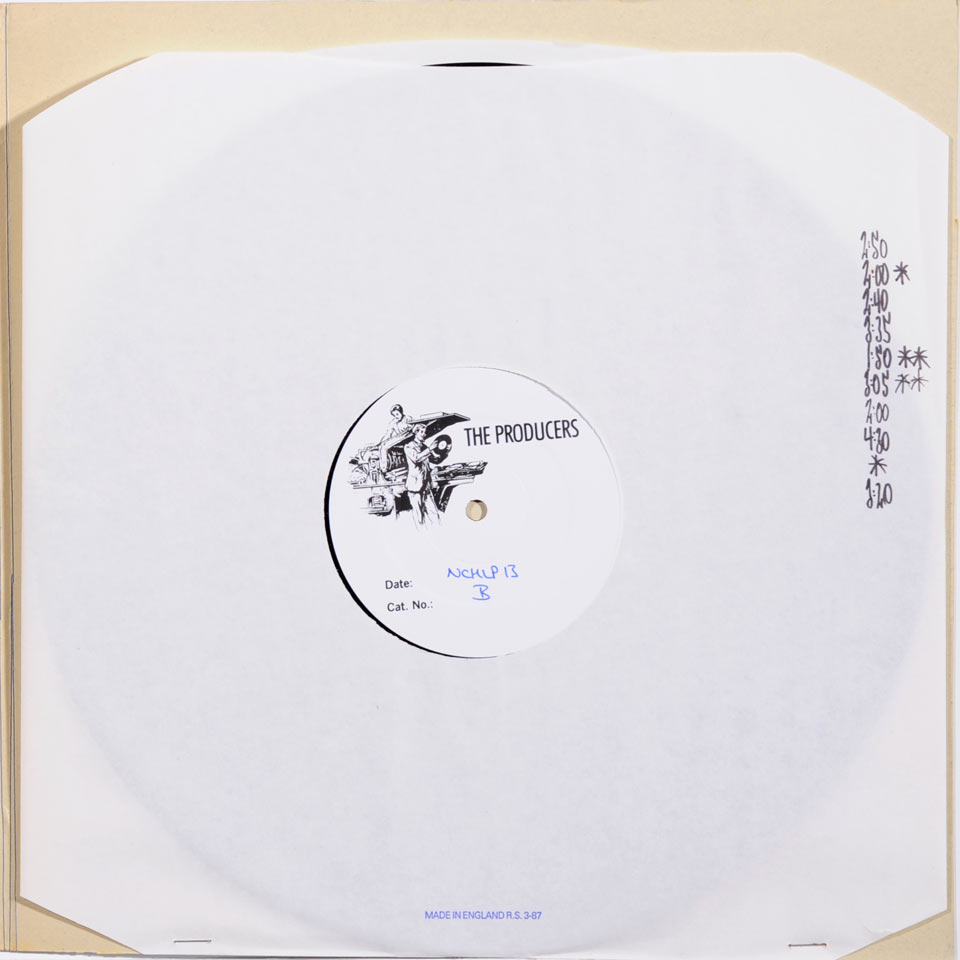 2:50
2:00 *
2:40
3:35
1:50 **
3:05 **
2:00
4:20
*
3:20
THE PRODUCERS
NCHLP 13
Date:
B
Cat. No.:
MADE IN ENGLAND R.S. 3-87